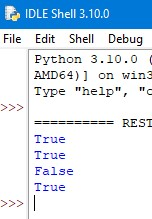 IDLE Shell 3.10.0
File Edit Shell Debug
Python 3.10.0 (
AMD64)] on win3
Type "help", "c
>>>
========== REST
True
True
False
True
>>>